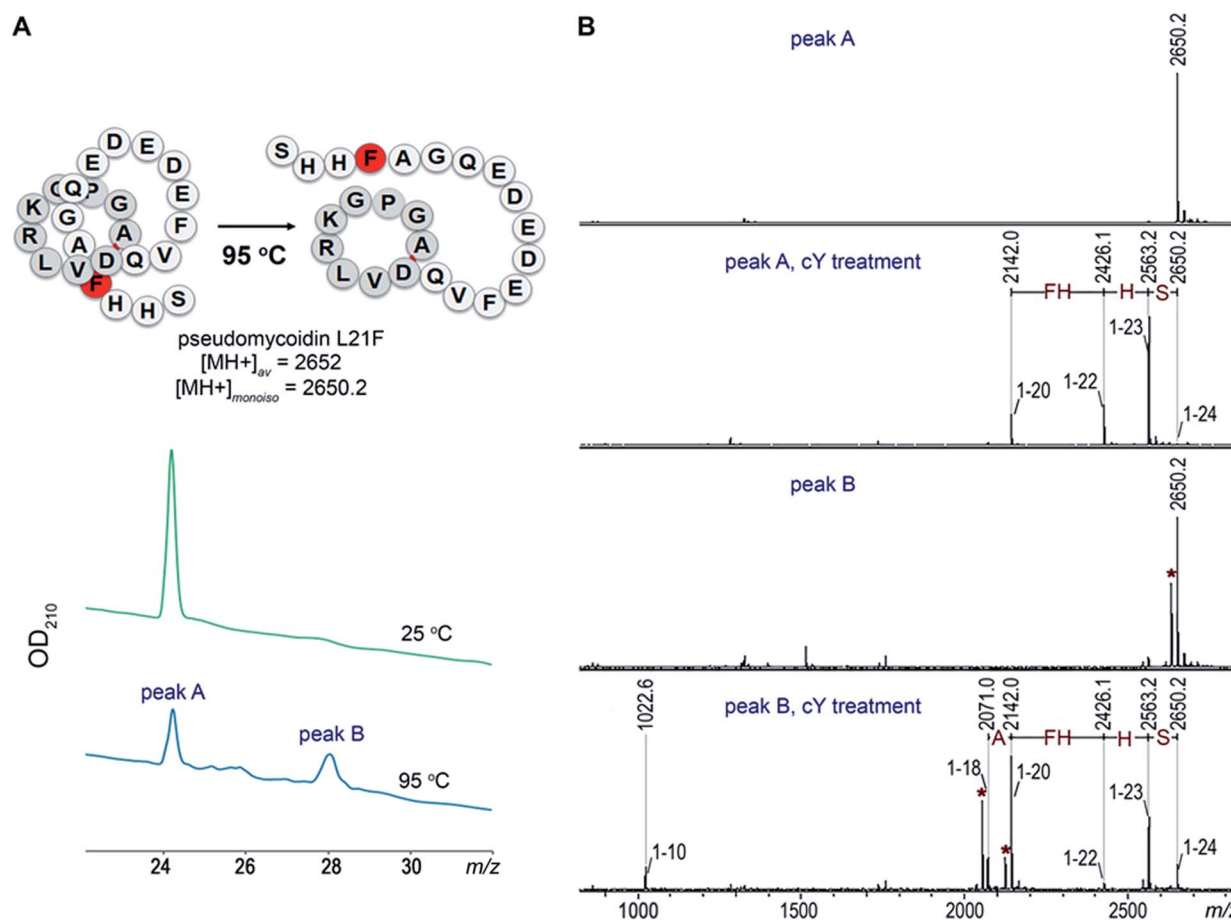 A
E D E D E F V Q D V L R K G P G A
Q G A F H H S
95 °C
S H H F A G Q E D E D E F V Q D V L R K G P G A
pseudomycoidin L21F
[MH+]av = 2652
[MH+]monoiso = 2650.2
OD210
25 °C
peak A
peak B
95 °C
24 26 28 30 m/z
B
peak A
2650.2
peak A, cY treatment
2142.0 2426.1 2563.2 2650.2
FH H S
1-23
1-20
1-22
1-24
peak B
2650.2
*
peak B, cY treatment
1022.6 2071.0 2142.0 2426.1 2563.2 2650.2
A FH H S
1-18
1-20
*
1-23
*
1-10
1-22
1-24
1000 1500 2000 2500 m/z